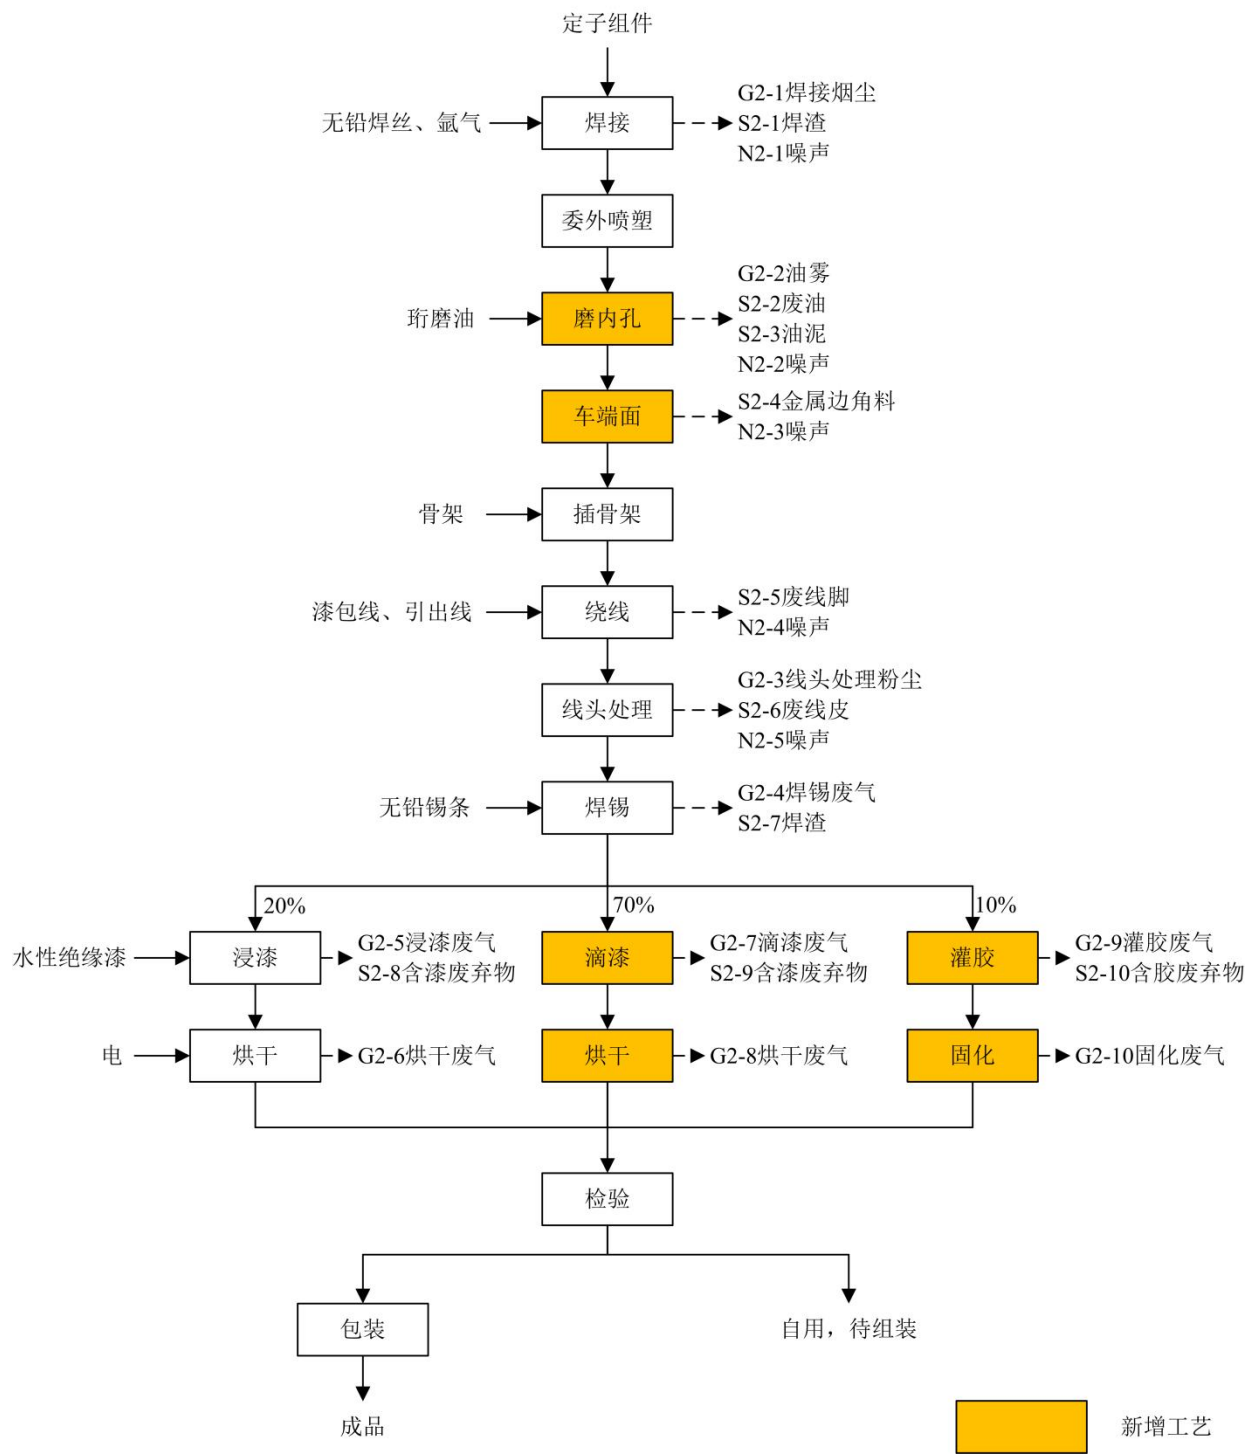 定子组件
G2-1焊接烟尘
无铅焊丝、氩气
焊接
S2-1焊渣
N2-1噪声
委外喷塑
G2-2油雾
S2-2废油
珩磨油
磨内孔
S2-3油泥
N2-2噪声
车端面
S2-4金属边角料
N2-3噪声
骨架
插骨架
漆包线、引出线
绕线
S2-5废线脚
N2-4噪声
G2-3线头处理粉尘
线头处理
S2-6废线皮
N2-5噪声
无铅锡条
焊锡
G2-4焊锡废气
S2-7焊渣
20%
70%
10%
水性绝缘漆
浸漆
G2-5浸漆废气
S2-8含漆废弃物
滴漆
G2-7滴漆废气
S2-9含漆废弃物
灌胶
G2-9灌胶废气
S2-10含胶废弃物
电
烘干
G2-6烘干废气
烘干
G2-8烘干废气
固化
G2-10固化废气
检验
包装
自用，待组装
成品
新增工艺